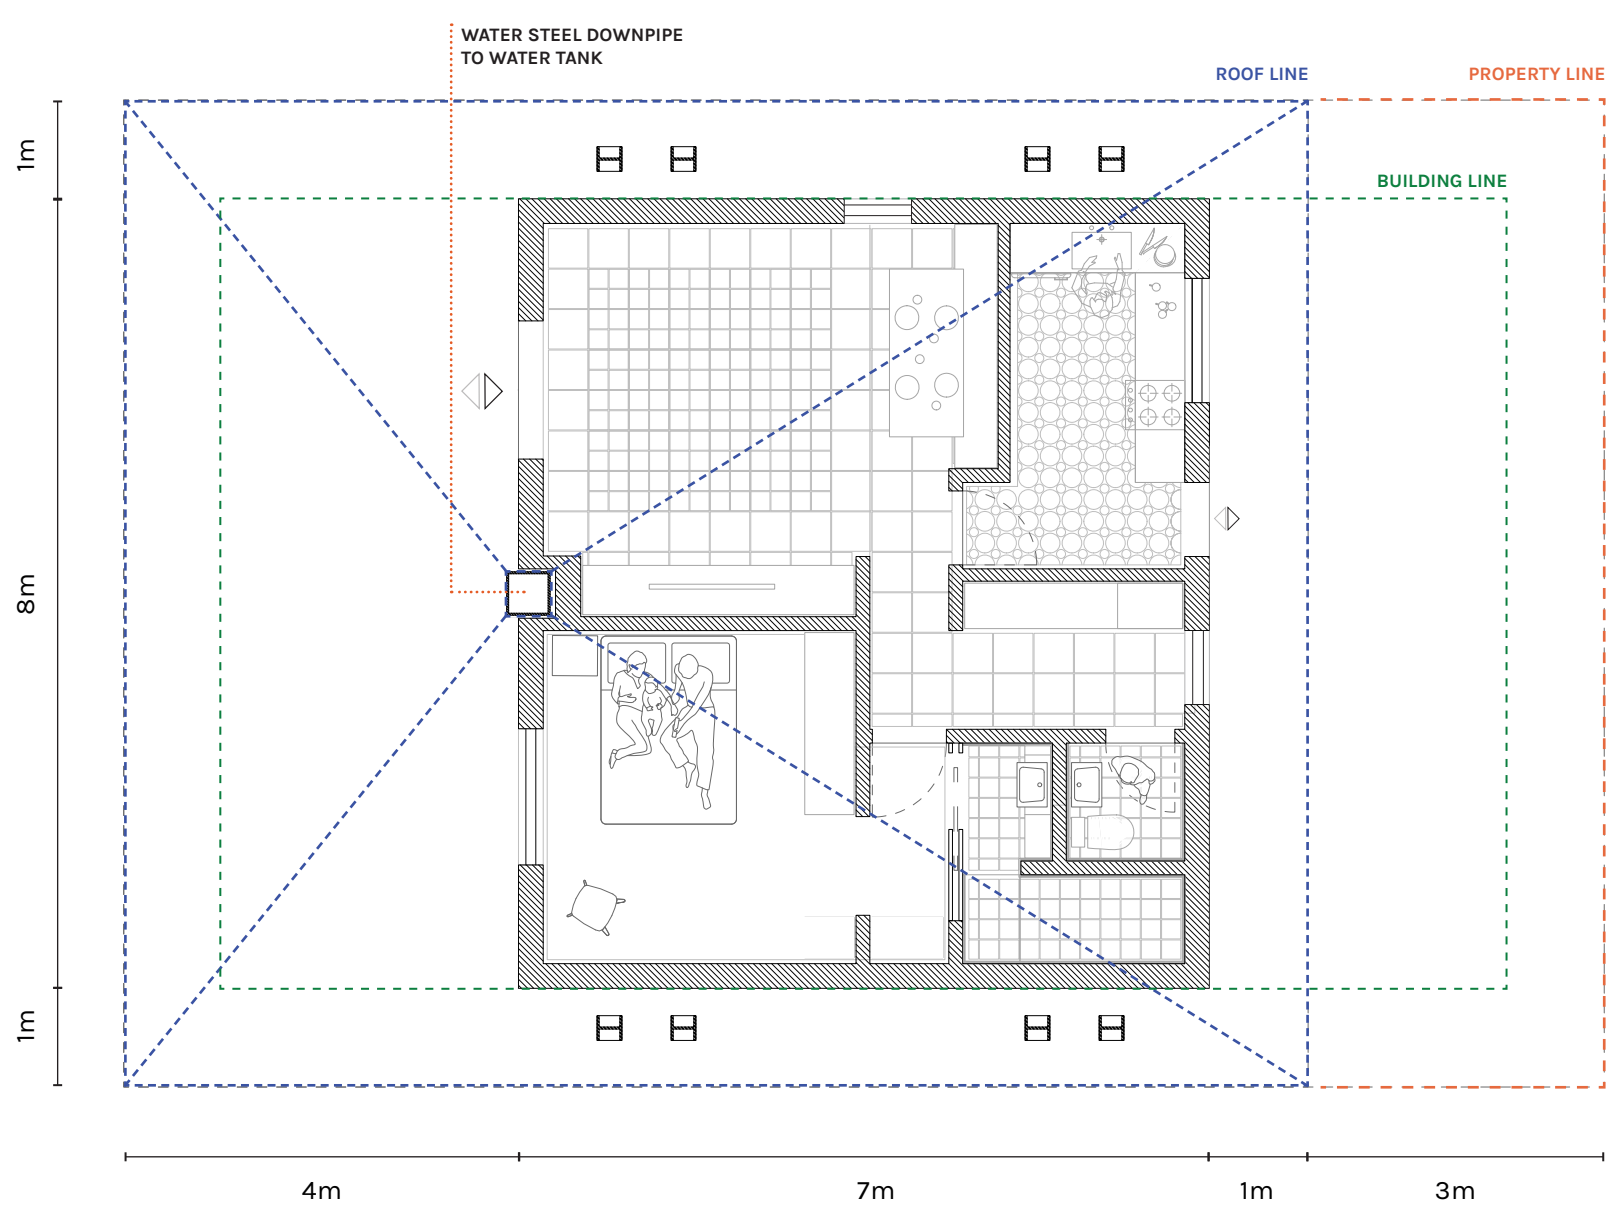 WATER STEEL DOWNPIPE
TO WATER TANK
ROOF LINE
PROPERTY LINE
BUILDING LINE
1m
8m
1m
4m
7m
1m
3m